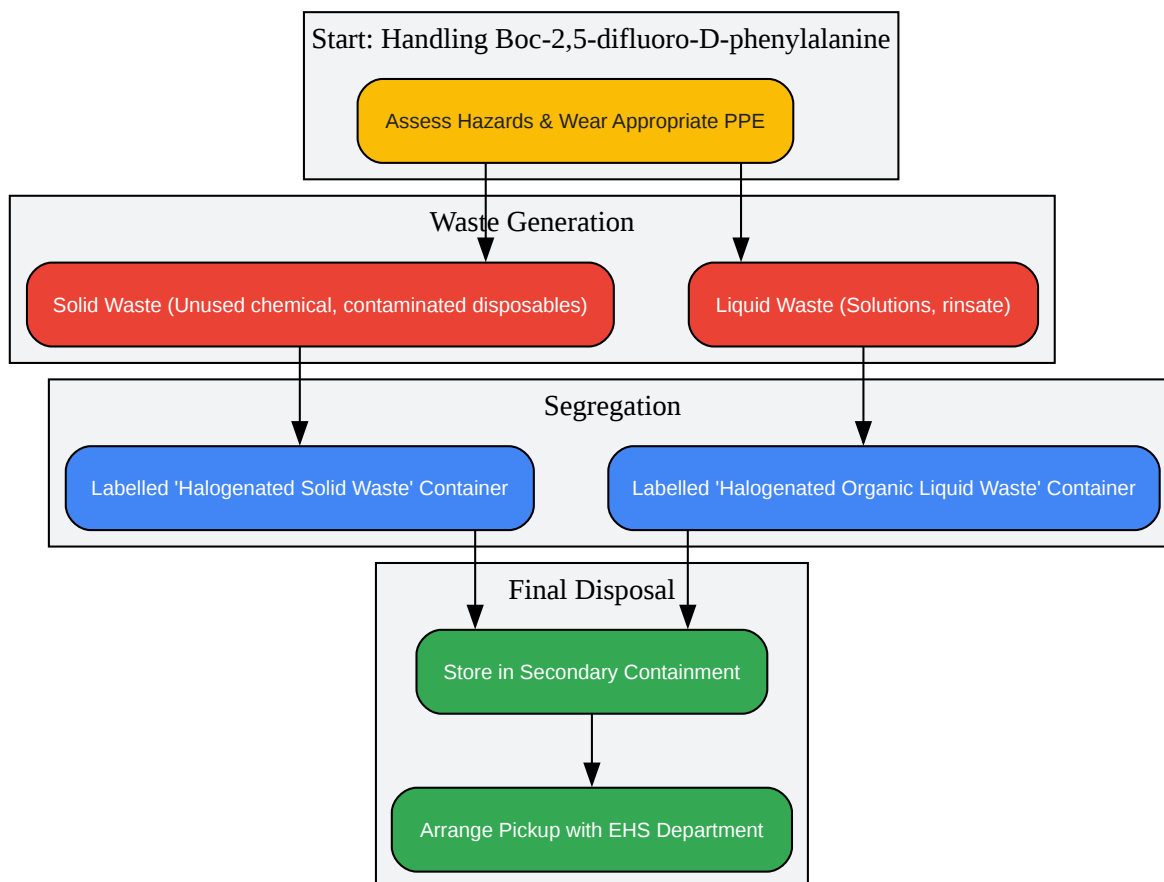 Start: Handling Boc-2,5-difluoro-D-phenylalanine
Assess Hazards & Wear Appropriate PPE
Waste Generation
Solid Waste (Unused chemical, contaminated disposables)
Liquid Waste (Solutions, rinsate)
Segregation
Labelled 'Halogenated Solid Waste' Container
Labelled 'Halogenated Organic Liquid Waste' Container
Final Disposal
Store in Secondary Containment
Arrange Pickup with EHS Department